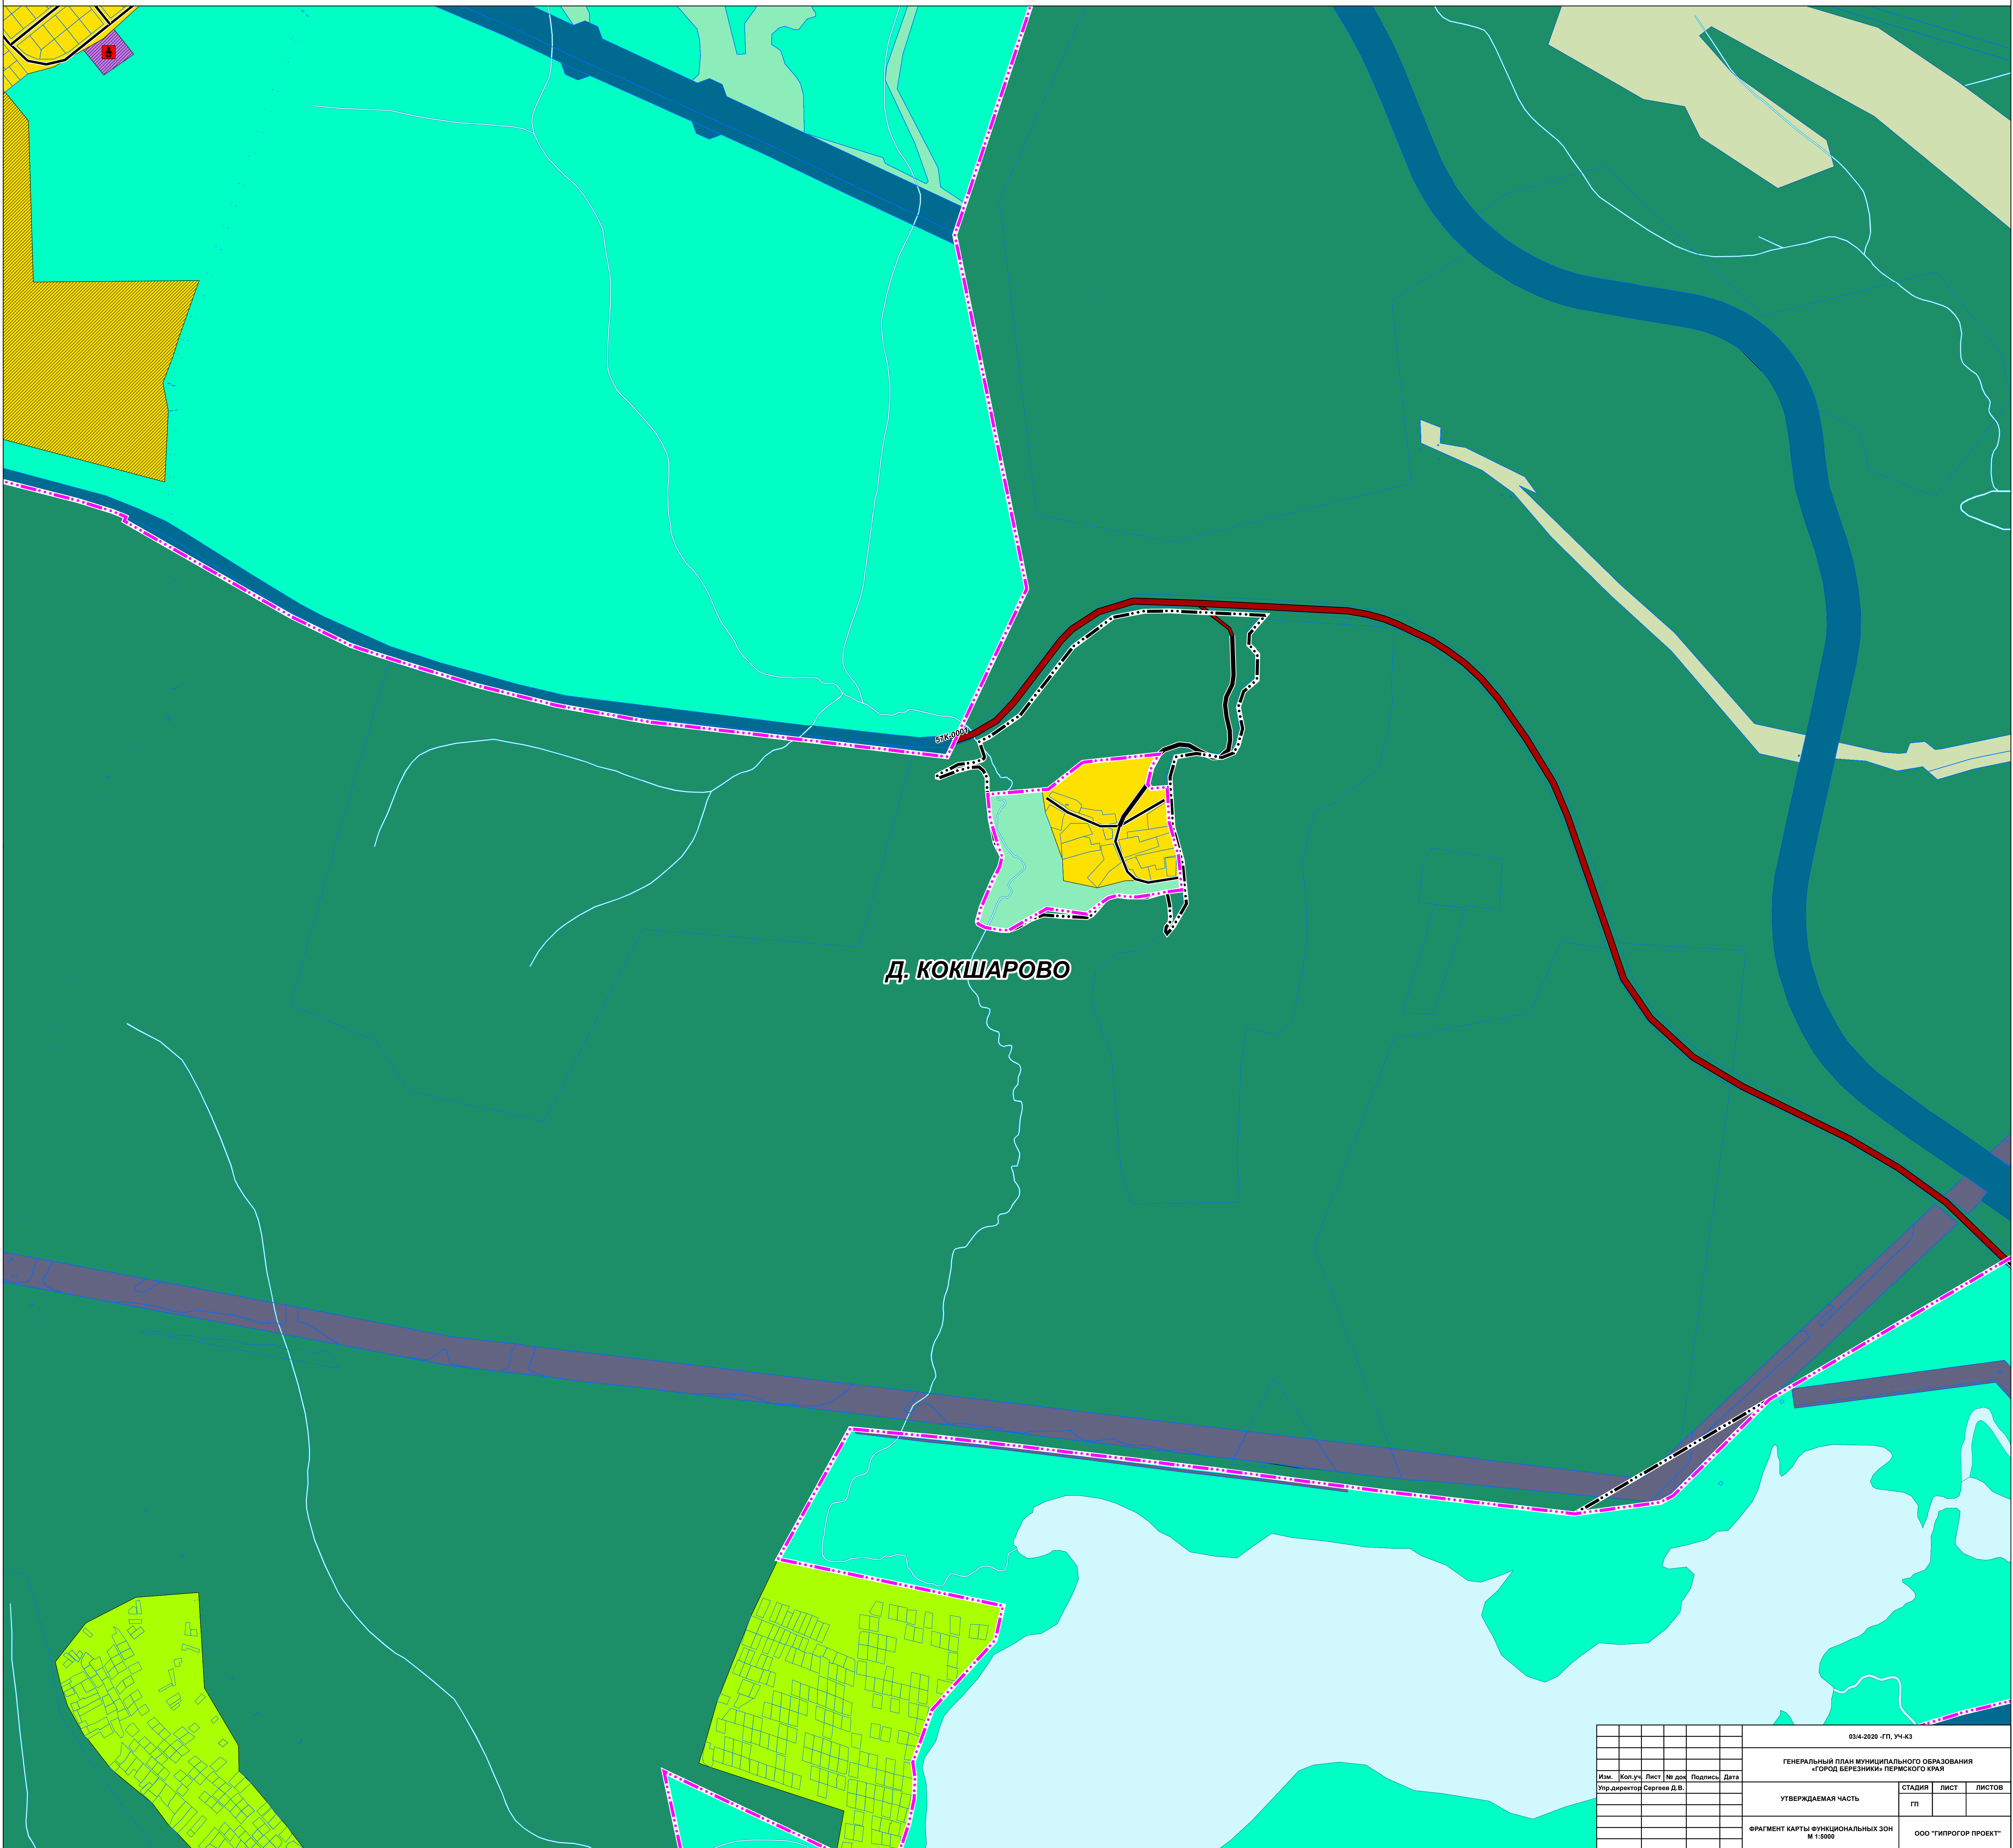 57К-0001
Д. КОКШАРОВО
03/4-2020 -ГП, УЧ-КЗ
ГЕНЕРАЛЬНЫЙ ПЛАН МУНИЦИПАЛЬНОГО ОБРАЗОВАНИЯ
«ГОРОД БЕРЕЗНИКИ» ПЕРМСКОГО КРАЯ
Изм. Кол.уч Лист № док Подпись Дата
Упр.директор Сергеев Д.В.
УТВЕРЖДАЕМАЯ ЧАСТЬ
СТАДИЯ ЛИСТ ЛИСТОВ
ГП
ФРАГМЕНТ КАРТЫ ФУНКЦИОНАЛЬНЫХ ЗОН
М 1:5000
ООО "ГИПРОГОР ПРОЕКТ"